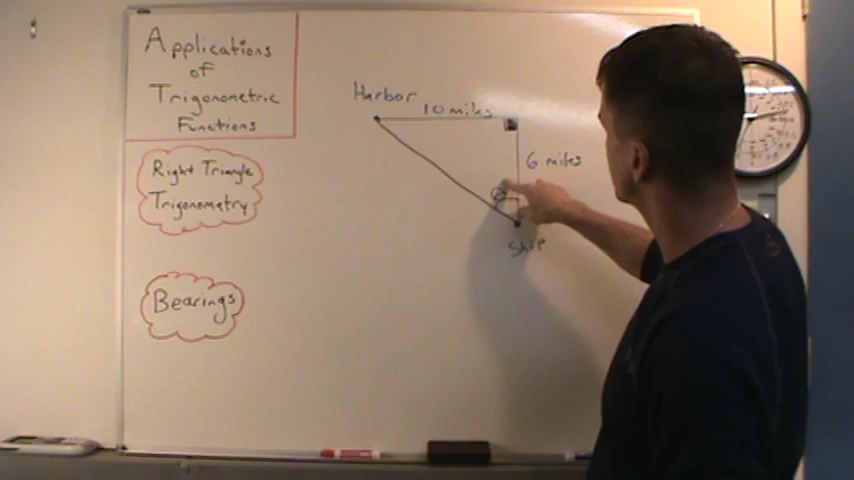 Applications
of
Trigonometric
Functions
Right Triangle
Trigonometry
Bearings
Harbor
10 miles
6 miles
Ship